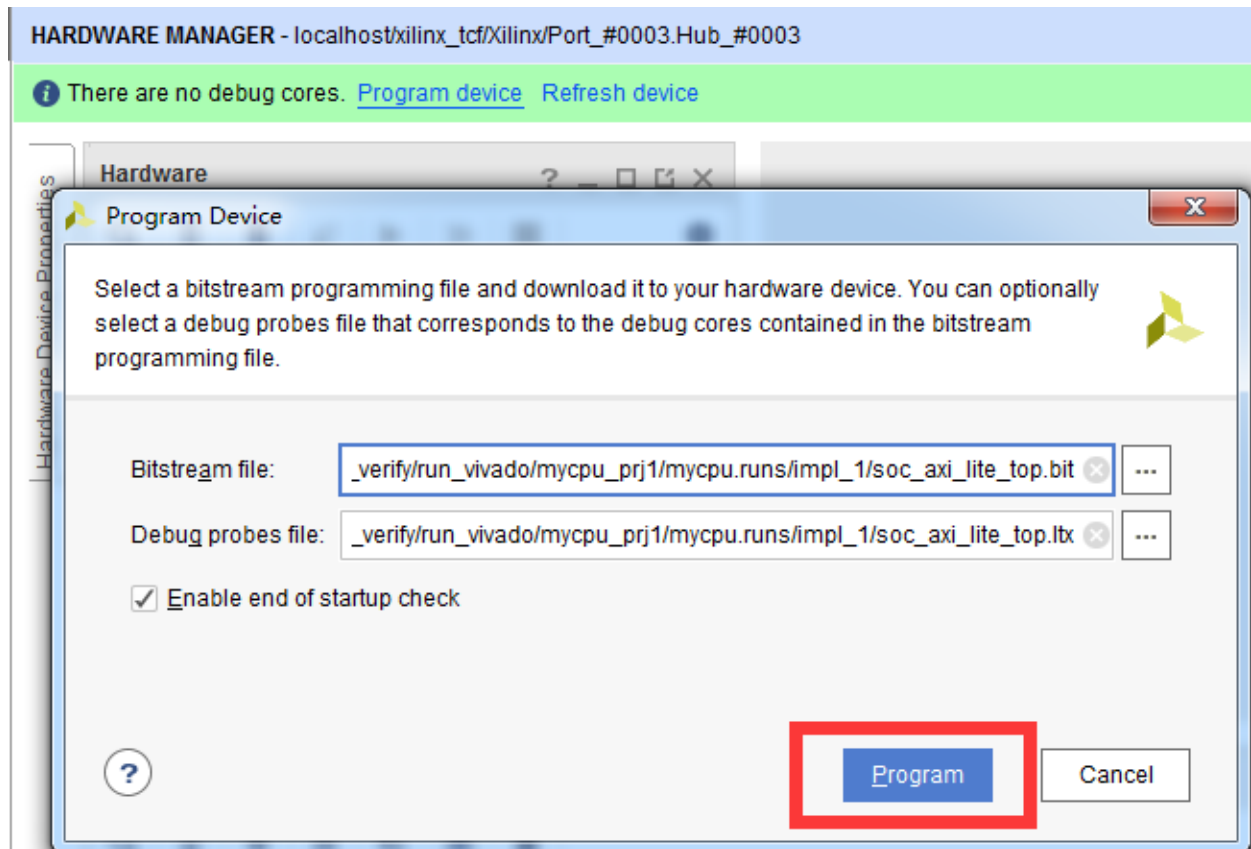 HARDWARE MANAGER - localhost/xilinx_tcf/Xilinx/Port_#0003.Hub_#0003
There are no debug cores. Program device Refresh device
Hardware
Hardware Device Properties
Program Device
Select a bitstream programming file and download it to your hardware device. You can optionally
select a debug probes file that corresponds to the debug cores contained in the bitstream
programming file.
Bitstream file: _verify/run_vivado/mycpu_prj1/mycpu.runs/impl_1/soc_axi_lite_top.bit ...
Debug probes file: _verify/run_vivado/mycpu_prj1/mycpu.runs/impl_1/soc_axi_lite_top.ltx ...
Enable end of startup check
? Program Cancel